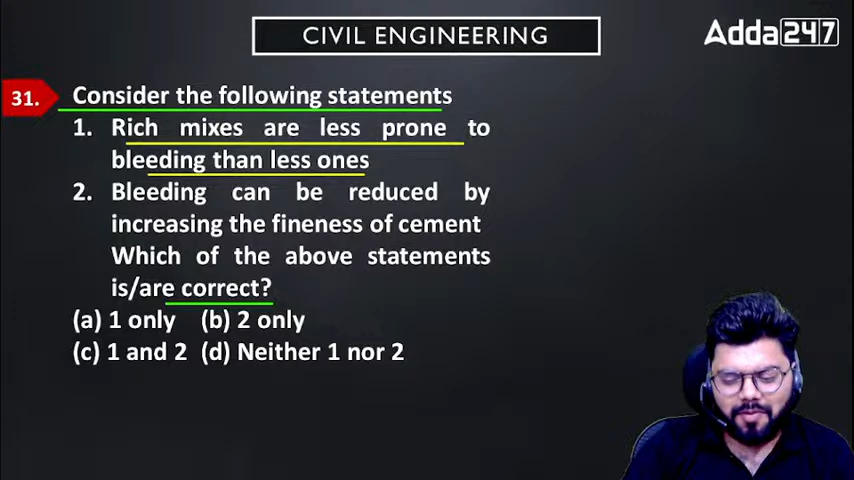 CIVIL ENGINEERING
Adda247
31. Consider the following statements
1. Rich mixes are less prone to
bleeding than less ones
2. Bleeding can be reduced by
increasing the fineness of cement
Which of the above statements
is/are correct?
(a) 1 only (b) 2 only
(c) 1 and 2 (d) Neither 1 nor 2